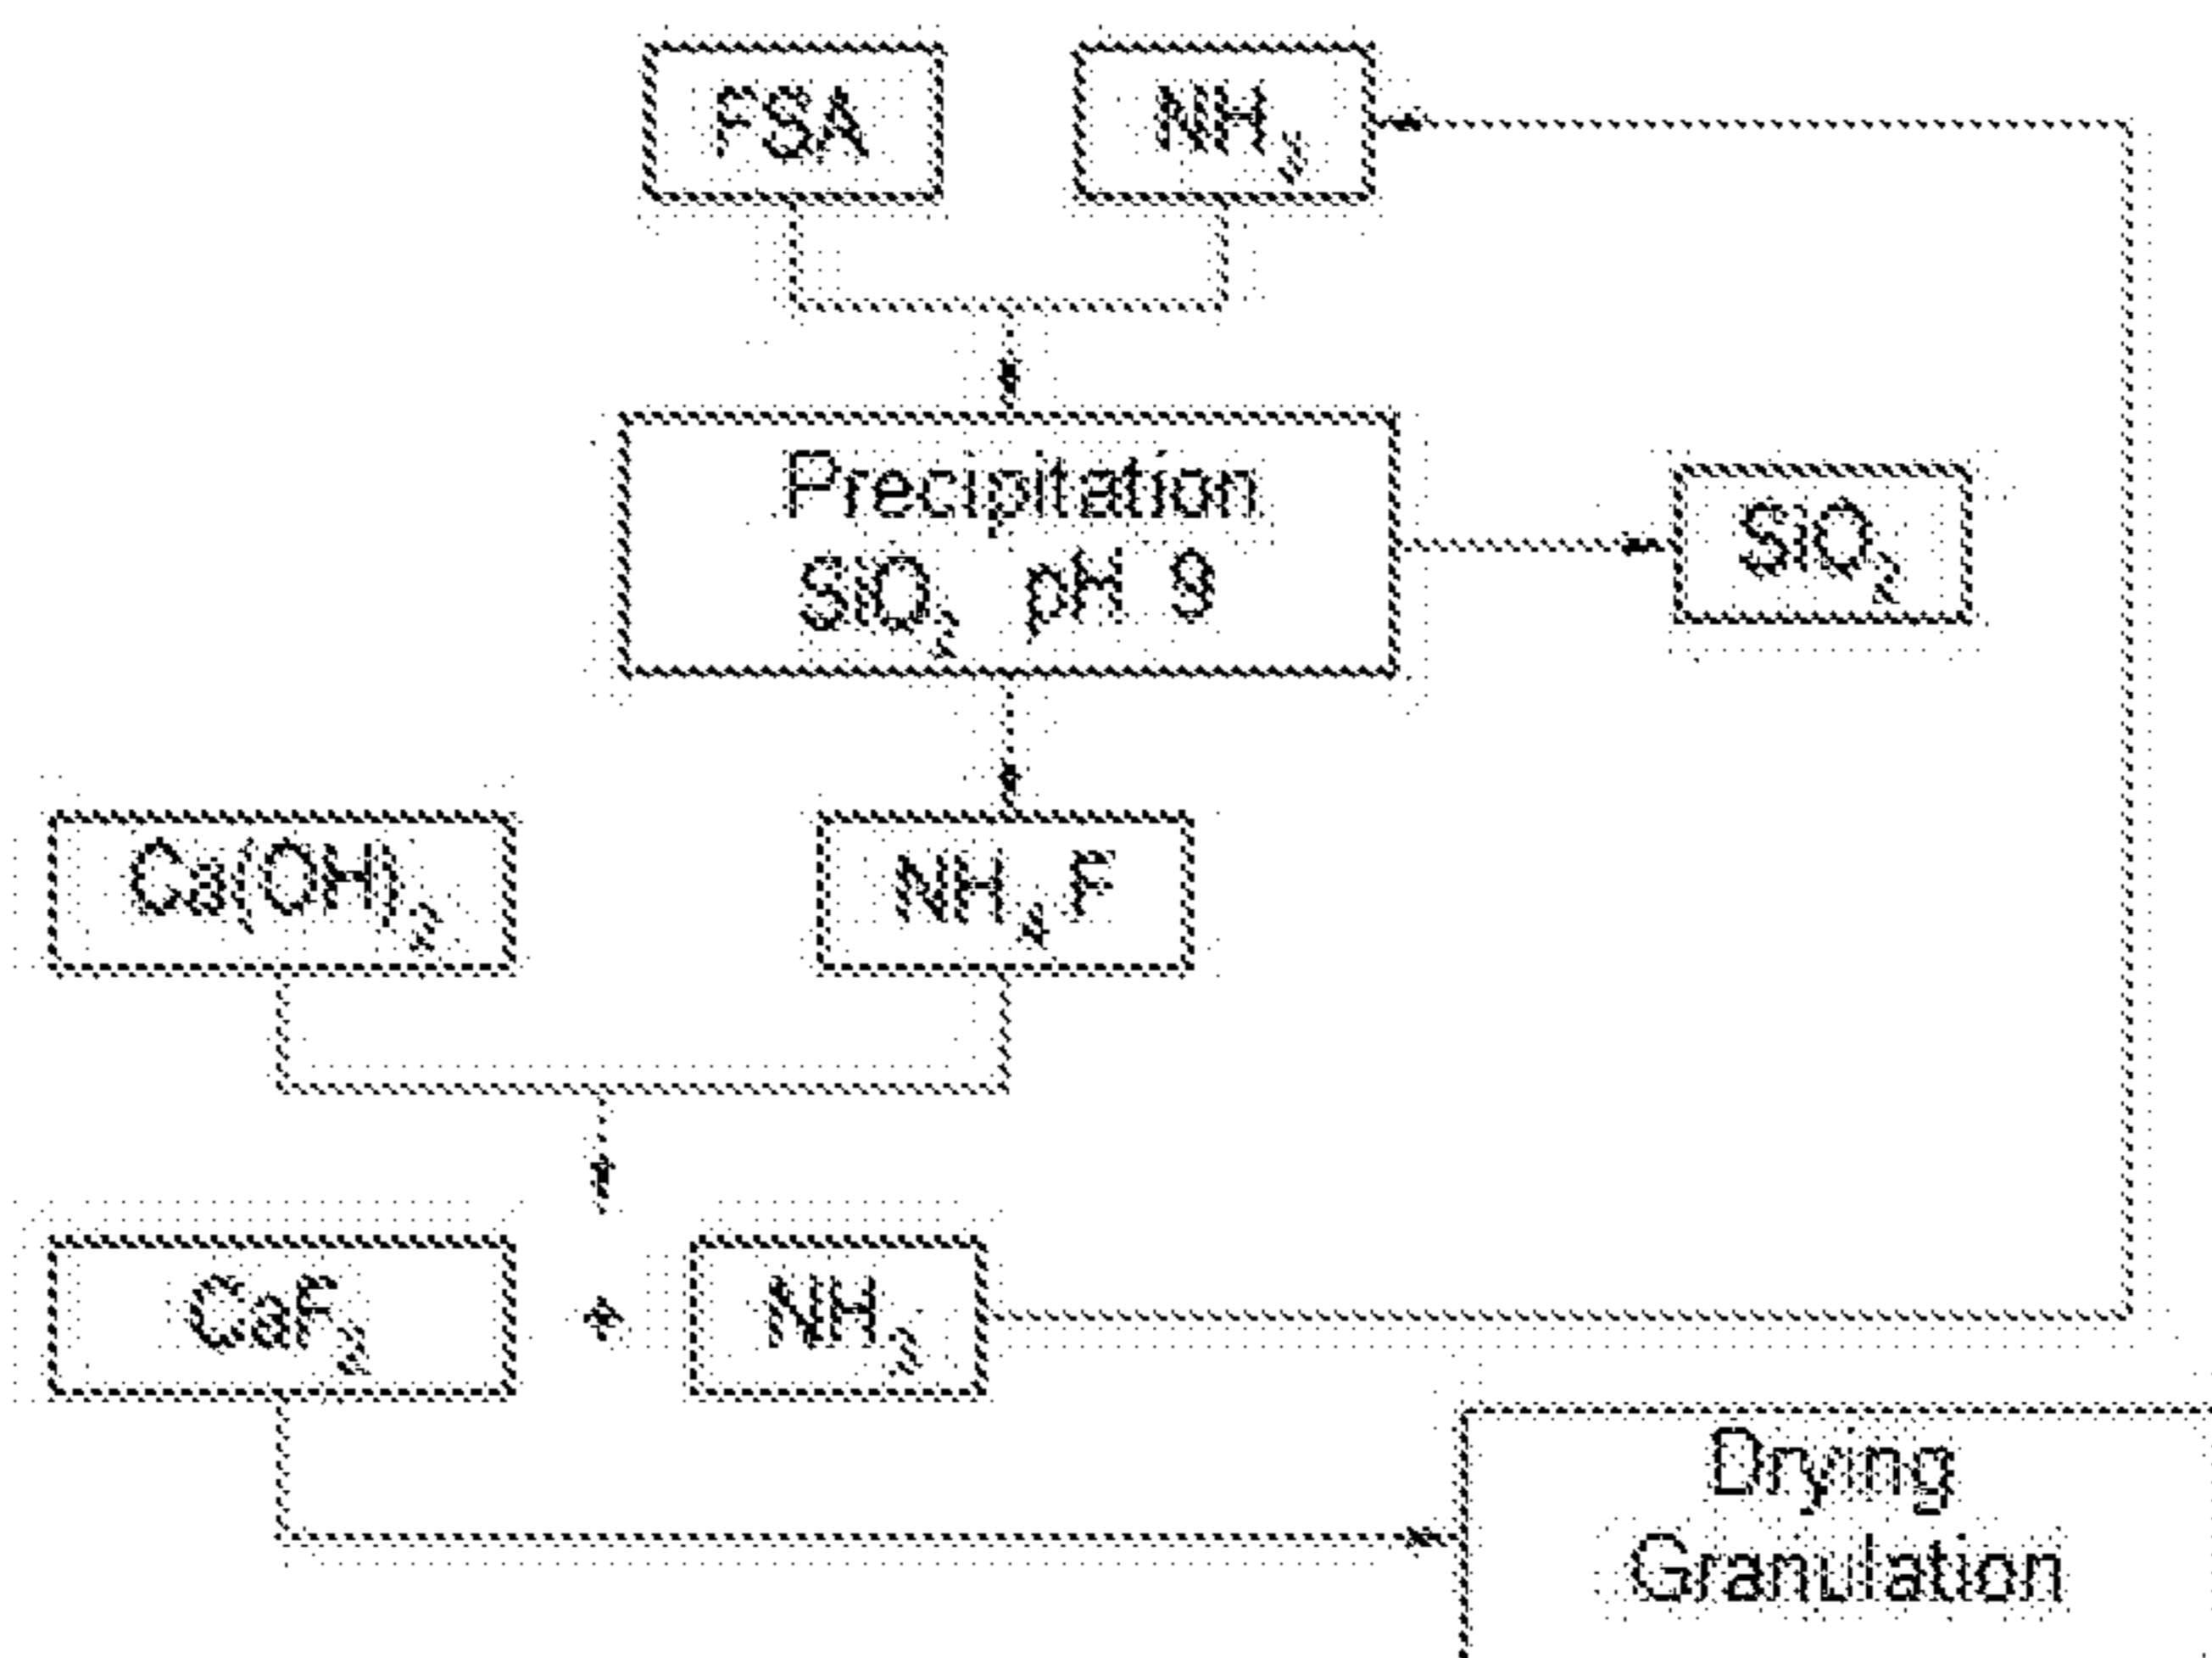 FSA
NH₃
Precipitation
SiO₂ pH 9
SiO₂
Ca(OH)₂
NH₄F
CaF₂
+
NH₃
Drying
Granulation